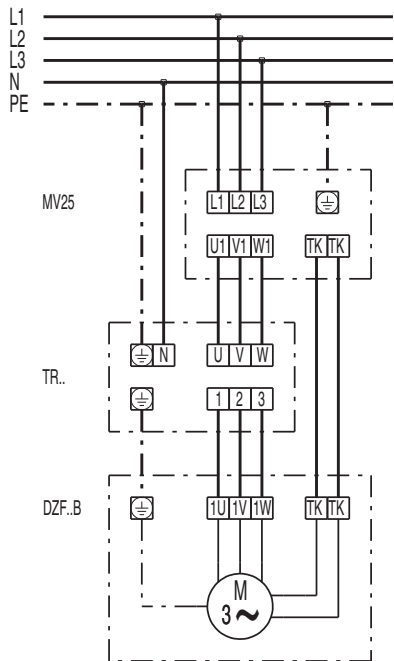 L1
L2
L3
N
PE
MV25
L1 L2 L3
U1 V1 W1 TK TK
TR..
N U V W
1 2 3
DZF..B
1U 1V 1W TK TK
M
3 ~